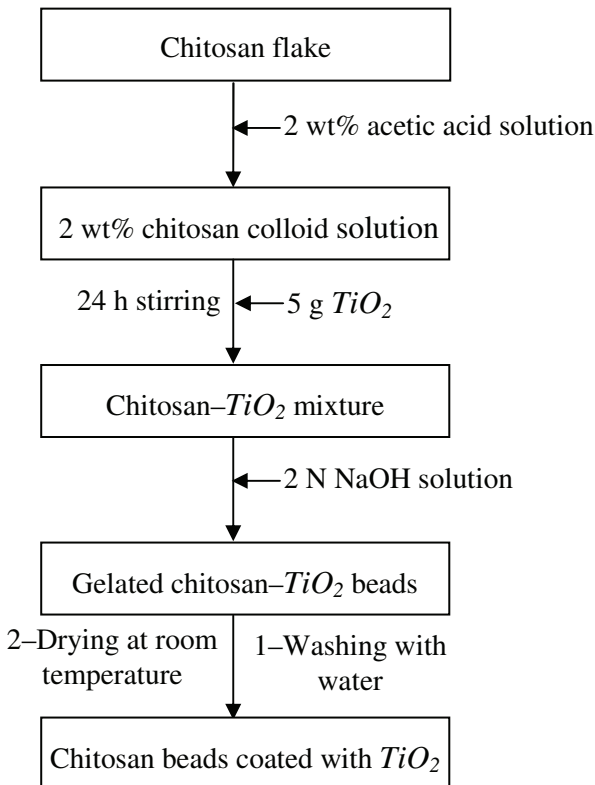 Chitosan flake
2 wt% acetic acid solution
2 wt% chitosan colloid solution
24 h stirring
5 g TiO₂
Chitosan–TiO₂ mixture
2 N NaOH solution
Gelated chitosan–TiO₂ beads
2–Drying at room
temperature
1–Washing with
water
Chitosan beads coated with TiO₂